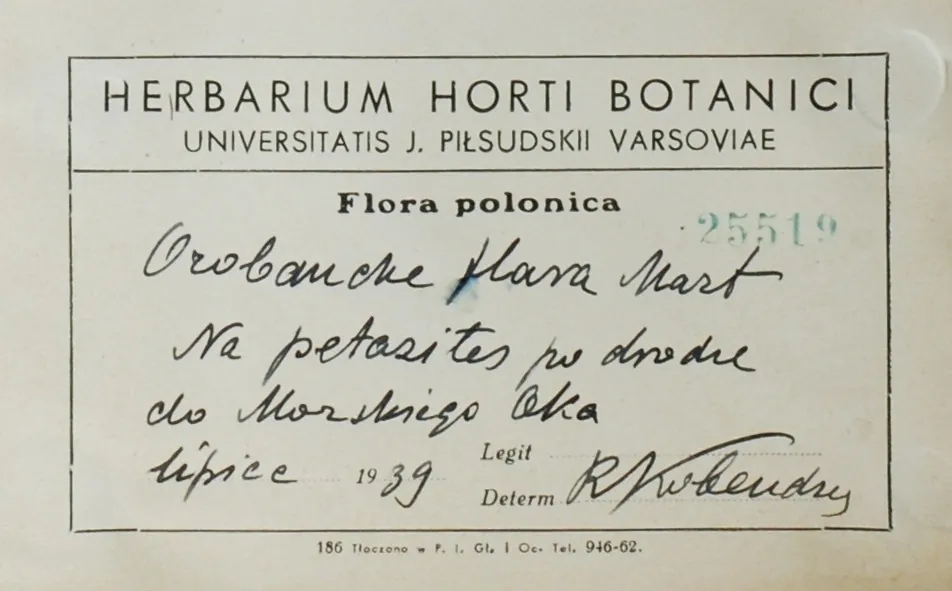 HERBARIUM HORTI BOTANICI
UNIVERSITATIS J. PIŁSUDSKII VARSOVIAE
Flora polonica
25519
Orobanche flava Mart
Na petasites po drodze
do Morskiego Oka
lipiec 1939 Legit
Determ R Kobendzy
186 Tłoczono w P. I. Gł. i Oc. Tel. 946-62.